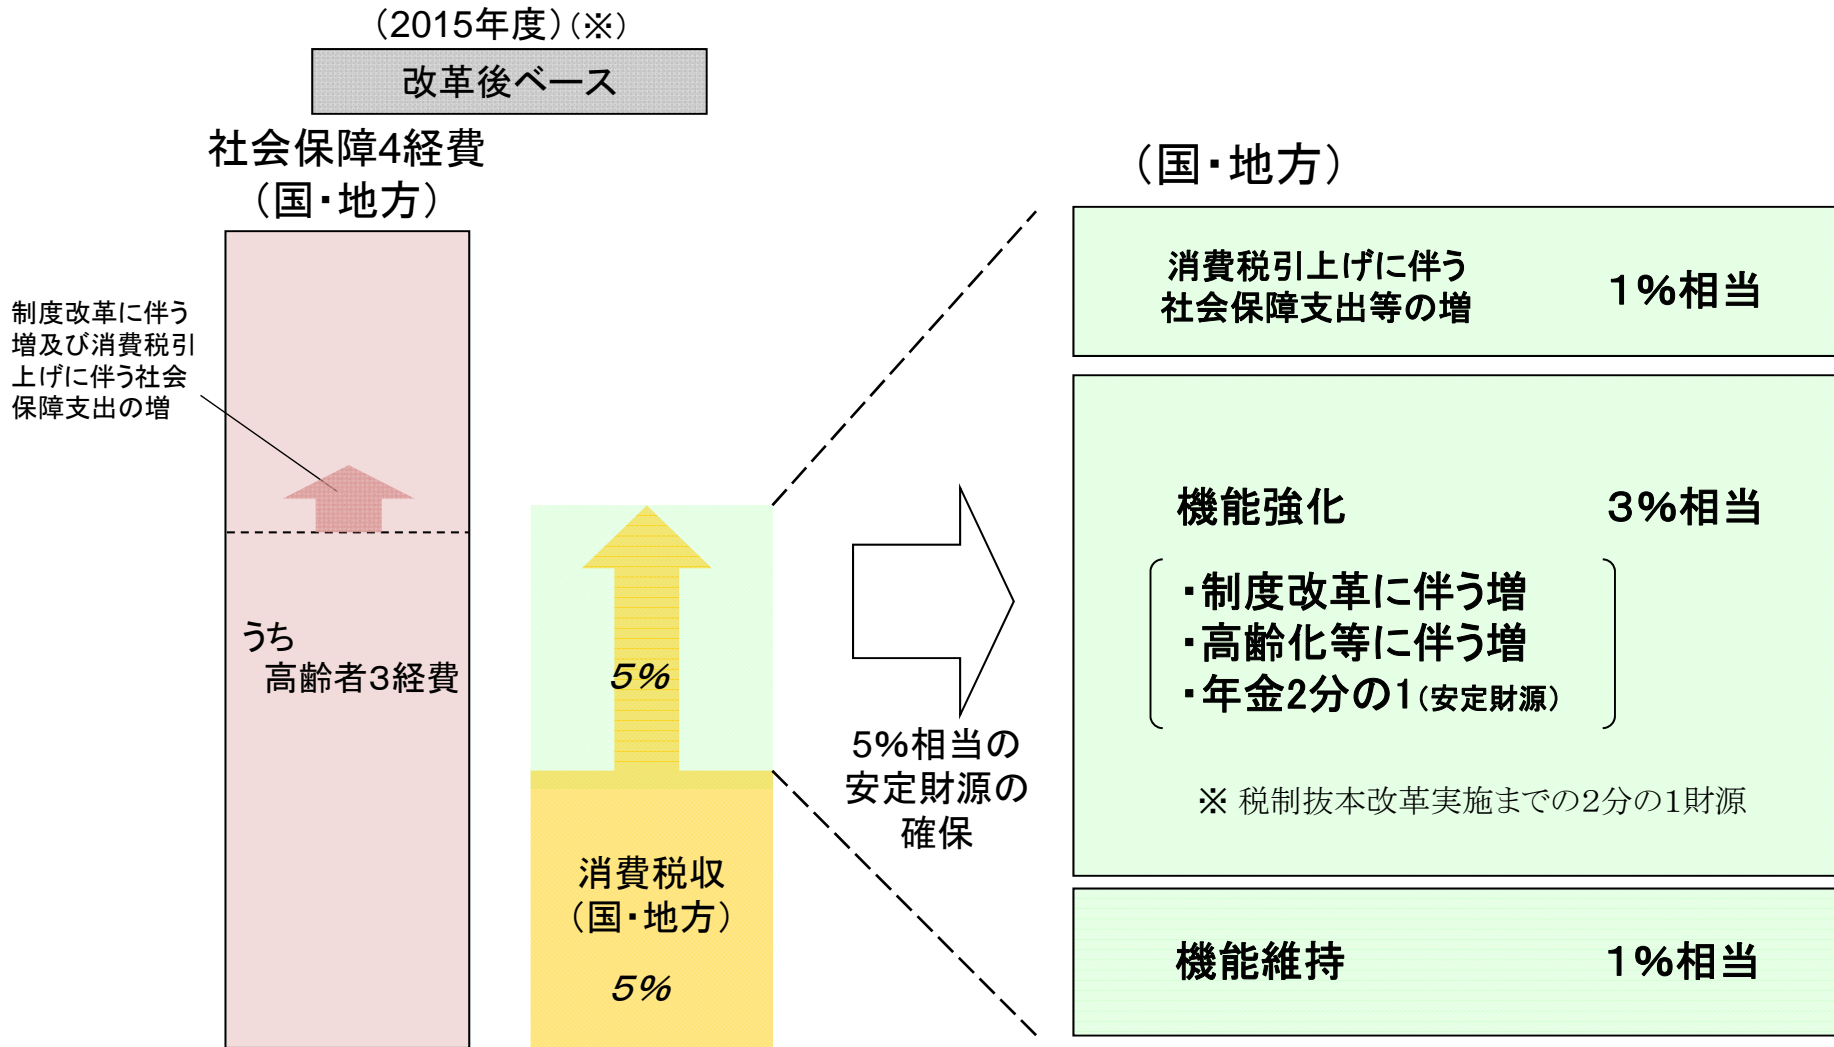 （2015年度）（※）
改革後ベース
社会保障4経費
（国・地方）
制度改革に伴う
増及び消費税引
上げに伴う社会
保障支出の増
うち
高齢者3経費
5%
消費税収
（国・地方）
5%
5%相当の
安定財源の
確保
（国・地方）
消費税引上げに伴う
社会保障支出等の増
1%相当
機能強化 3%相当
・制度改革に伴う増
・高齢化等に伴う増
・年金2分の1（安定財源）
※ 税制抜本改革実施までの2分の1財源
機能維持 1%相当